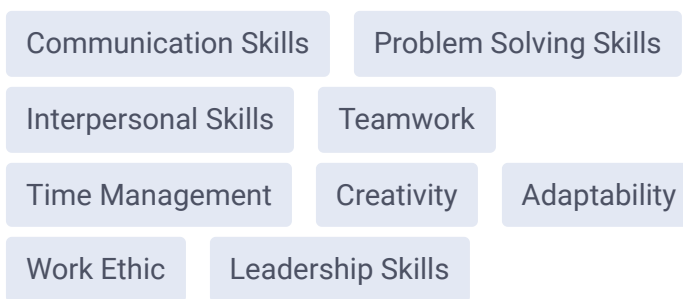 Communication Skills Problem Solving Skills
Interpersonal Skills Teamwork
Time Management Creativity Adaptability
Work Ethic Leadership Skills